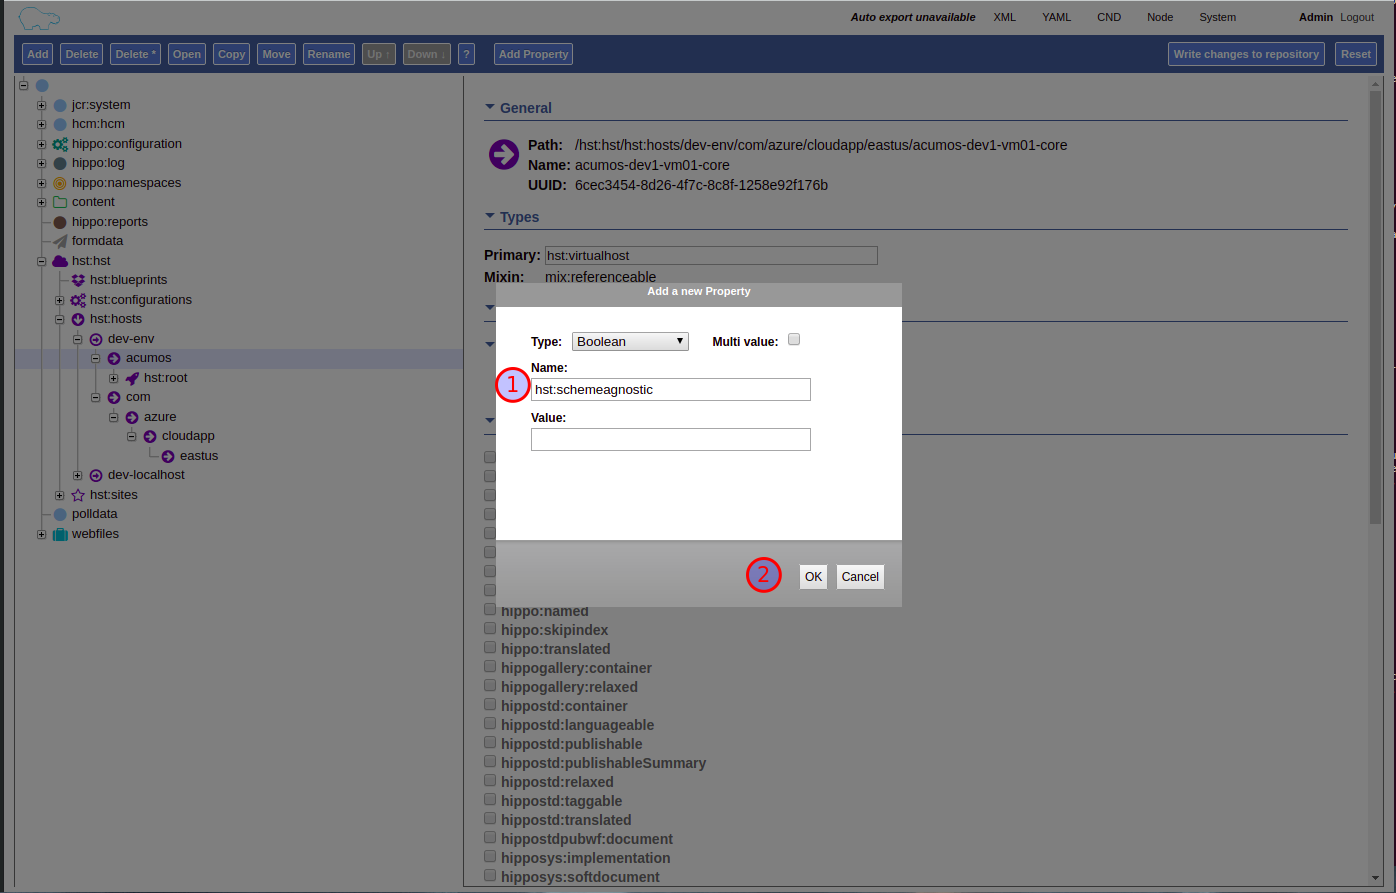 Auto export unavailable XML YAML CND Node System Admin Logout
Add Delete Delete * Open Copy Move Rename Up ↑ Down ↓ ? Add Property Write changes to repository Reset
jcr:system
hcm:hcm
hippo:configuration
hippo:log
hippo:namespaces
content
hippo:reports
formdata
hst:hst
hst:blueprints
hst:configurations
hst:hosts
dev-env
acumos
hst:root
com
azure
cloudapp
eastus
dev-localhost
hst:sites
polldata
webfiles
General
Path: /hst:hst/hst:hosts/dev-env/com/azure/cloudapp/eastus/acumos-dev1-vm01-core
Name: acumos-dev1-vm01-core
UUID: 6cec3454-8d26-4f7c-8c8f-1258e92f176b
Types
Primary: hst:virtualhost
Mixin: mix:referenceable
Add a new Property
Type: Boolean Multi value:
Name:
1 hst:schemeagnostic
Value:
2 OK Cancel
hippo:named
hippo:skipindex
hippo:translated
hippogallery:container
hippogallery:relaxed
hippostd:container
hippostd:languageable
hippostd:publishable
hippostd:publishableSummary
hippostd:relaxed
hippostd:taggable
hippostd:translated
hippostdpubwf:document
hipposys:implementation
hipposys:softdocument